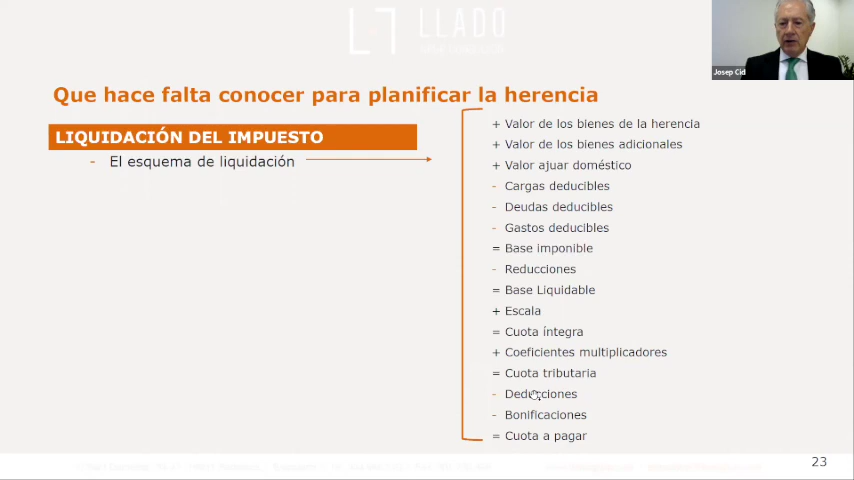 LLADÓ
Josep Cid
Que hace falta conocer para planificar la herencia
LIQUIDACIÓN DEL IMPUESTO
- El esquema de liquidación
+ Valor de los bienes de la herencia
+ Valor de los bienes adicionales
+ Valor ajuar doméstico
- Cargas deducibles
- Deudas deducibles
- Gastos deducibles
= Base imponible
- Reducciones
= Base Liquidable
+ Escala
= Cuota íntegra
+ Coeficientes multiplicadores
= Cuota tributaria
- Deducciones
- Bonificaciones
= Cuota a pagar
23